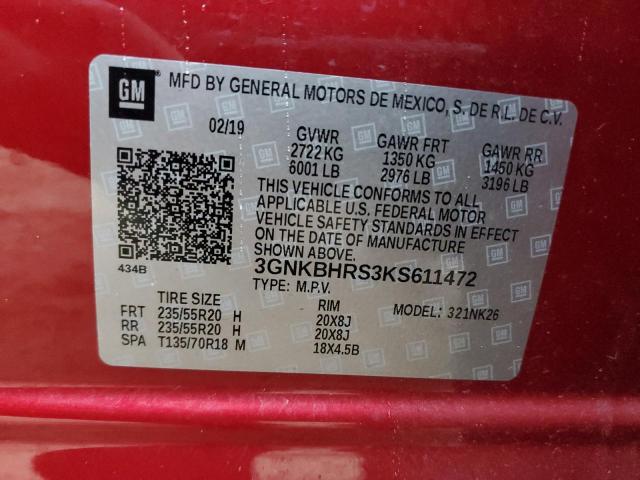 GM
MFD BY GENERAL MOTORS DE MEXICO, S. DE R.L. DE C.V.
02/19 GVWR GAWR FRT GAWR RR
2722 KG 1350 KG 1450 KG
6001 LB 2976 LB 3196 LB
THIS VEHICLE CONFORMS TO ALL
APPLICABLE U.S. FEDERAL MOTOR
VEHICLE SAFETY STANDARDS IN EFFECT
ON THE DATE OF MANUFACTURE
SHOWN ABOVE.
434B
3GNKBHRS3KS611472
TYPE: M.P.V.
TIRE SIZE RIM MODEL: 321NK26
FRT 235/55R20 H 20X8J
RR 235/55R20 H 20X8J
SPA T135/70R18 M 18X4.5B